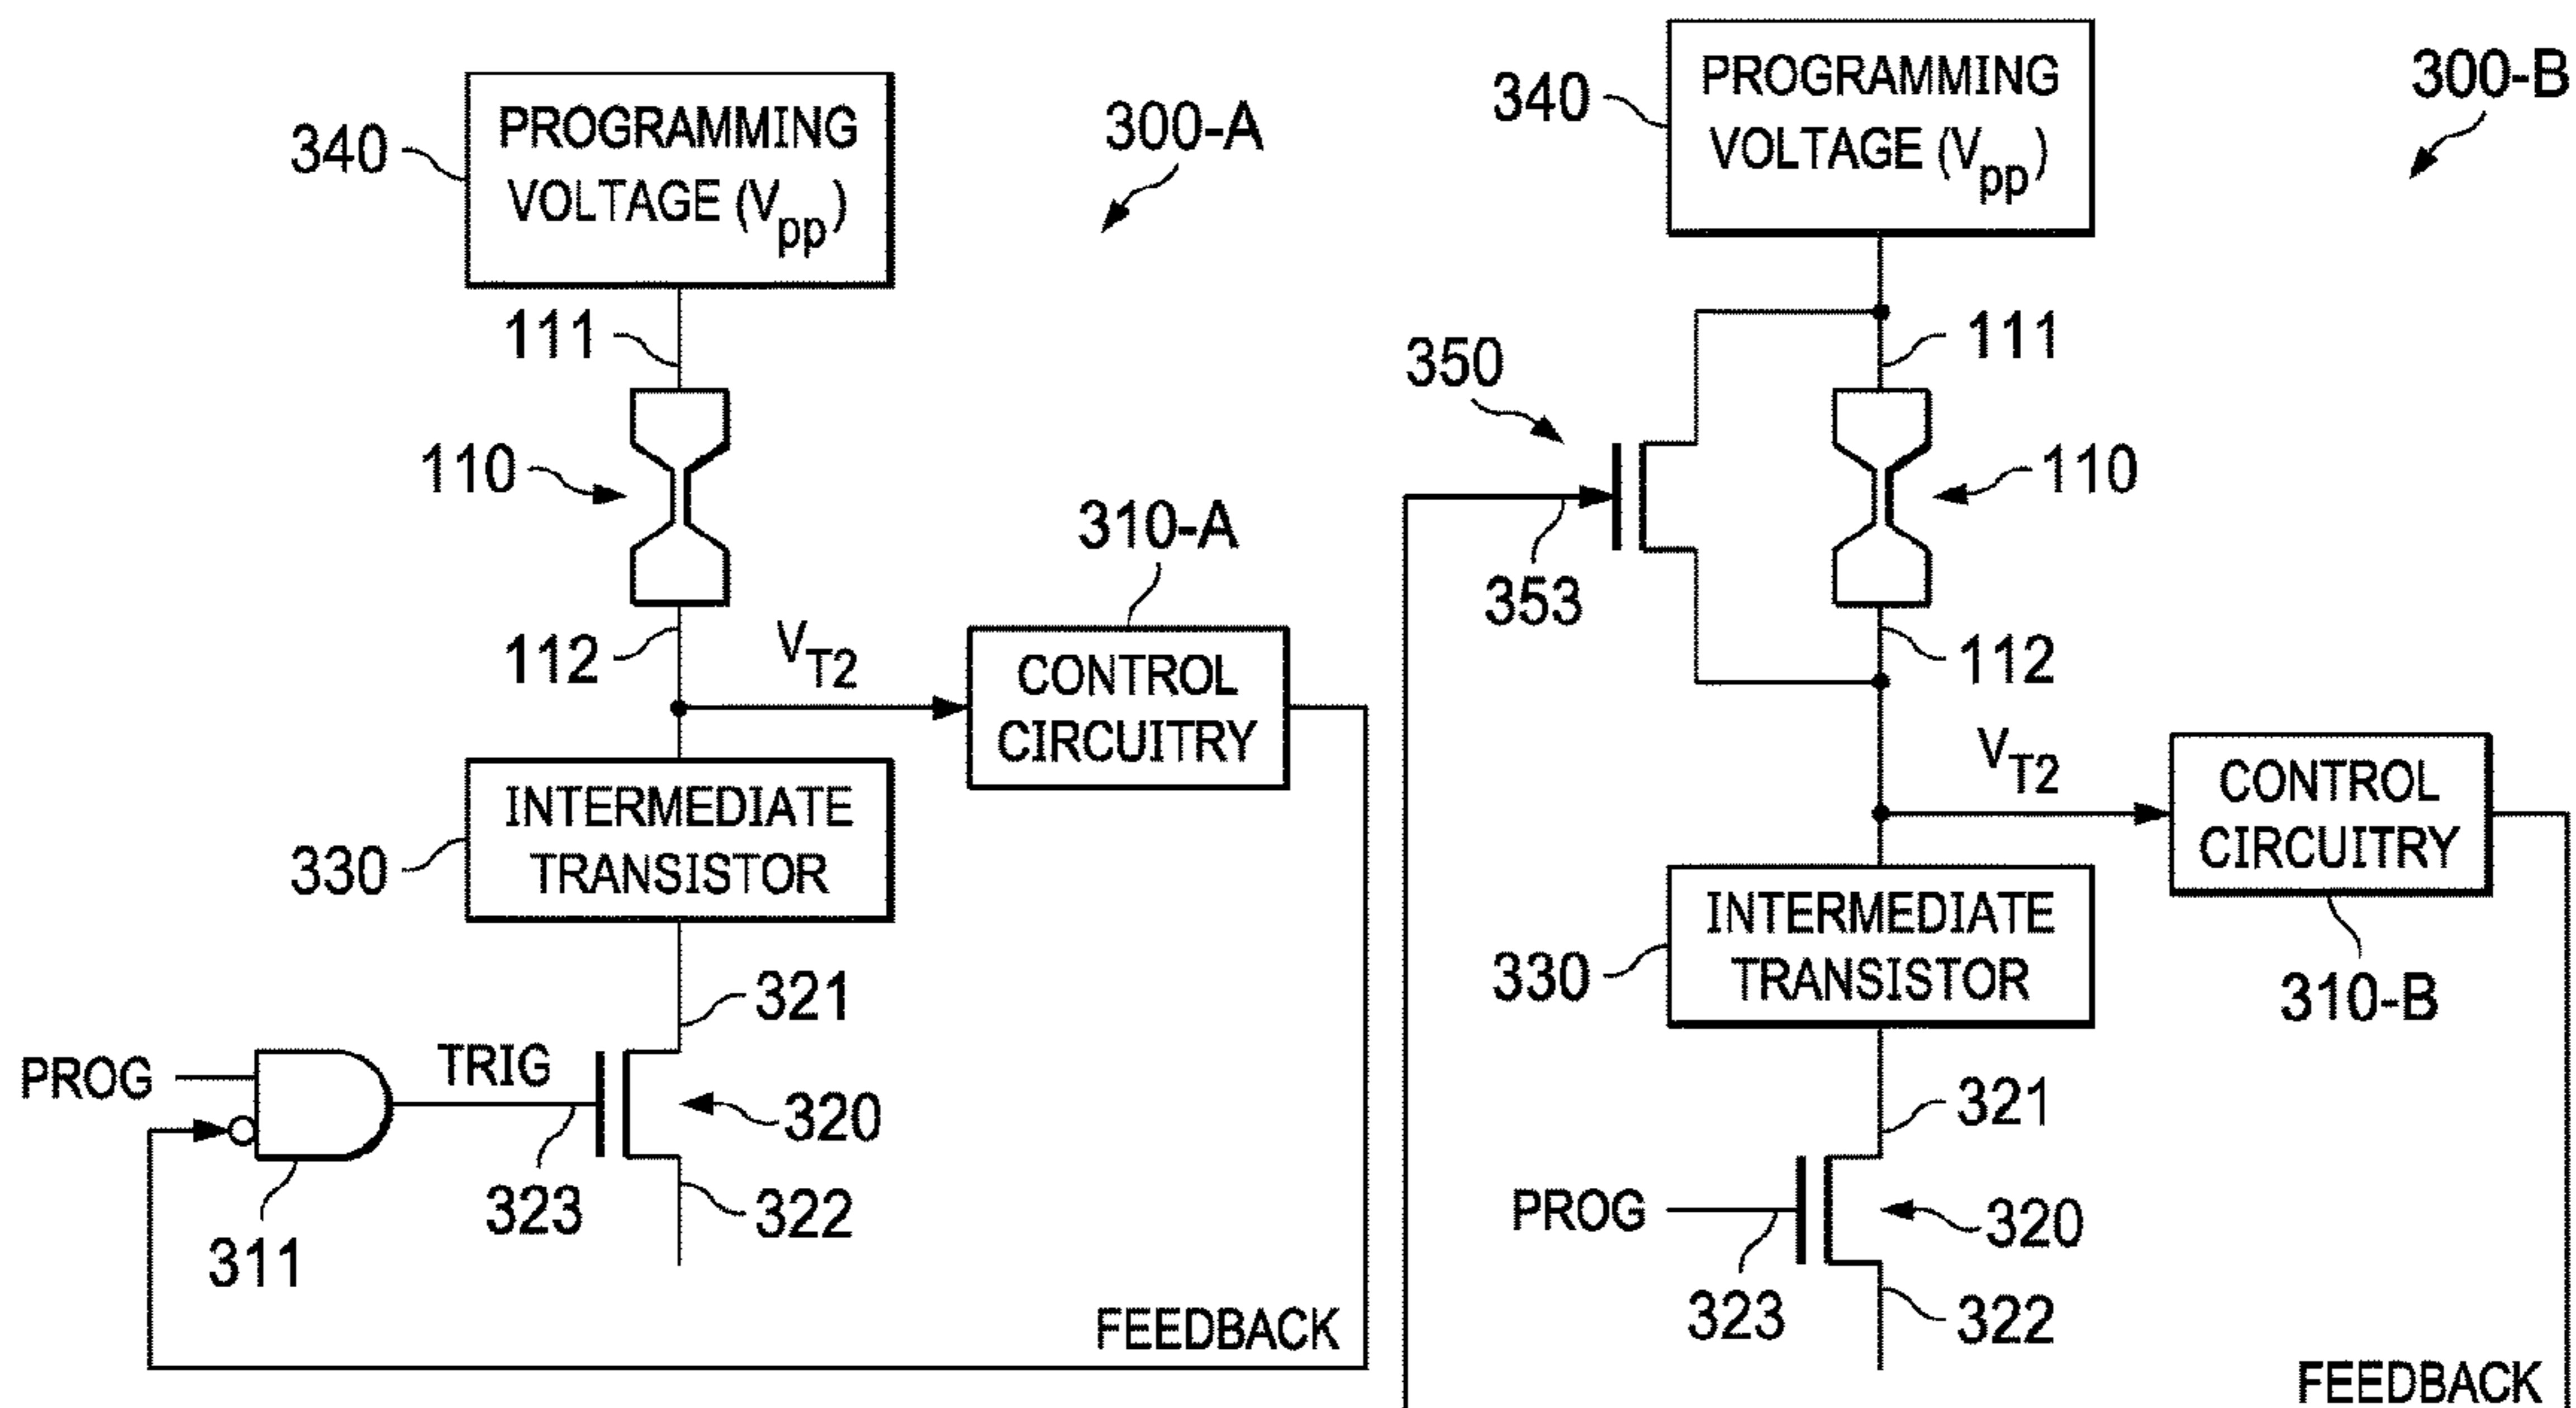 300-A
340
PROGRAMMING
VOLTAGE (Vpp)
111
110
112
VT2
310-A
CONTROL
CIRCUITRY
330
INTERMEDIATE
TRANSISTOR
321
PROG
TRIG
320
323
322
311
FEEDBACK
300-B
340
PROGRAMMING
VOLTAGE (Vpp)
111
350
110
353
112
VT2
CONTROL
CIRCUITRY
310-B
330
INTERMEDIATE
TRANSISTOR
321
PROG
320
323
322
FEEDBACK